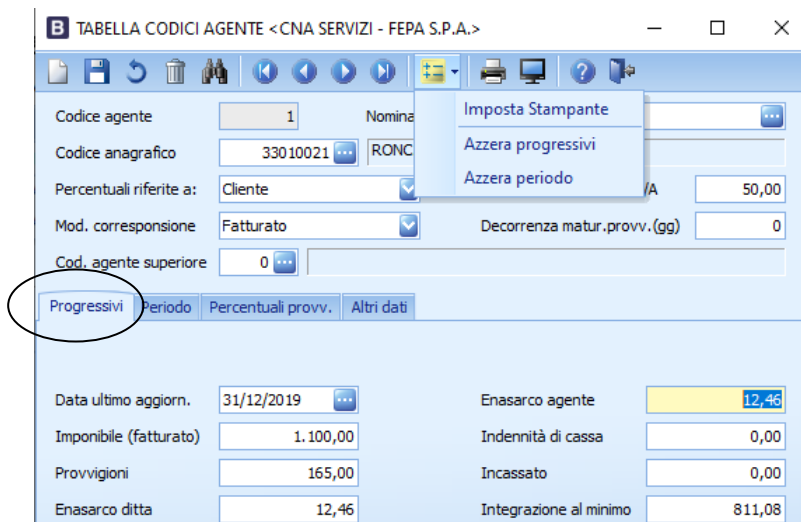 B TABELLA CODICI AGENTE <CNA SERVIZI - FEPA S.P.A.>
Imposta Stampante
Azzera progressivi
Azzera periodo
Codice agente 1 Nomina
Codice anagrafico 33010021 RONC
Percentuali riferite a: Cliente /A 50,00
Mod. corresponsione Fatturato Decorrenza matur.provv.(gg) 0
Cod. agente superiore 0
Progressivi Periodo Percentuali provv. Altri dati
Data ultimo aggiorn. 31/12/2019 Enasarco agente 12,46
Imponibile (fatturato) 1.100,00 Indennità di cassa 0,00
Provvigioni 165,00 Incassato 0,00
Enasarco ditta 12,46 Integrazione al minimo 811,08